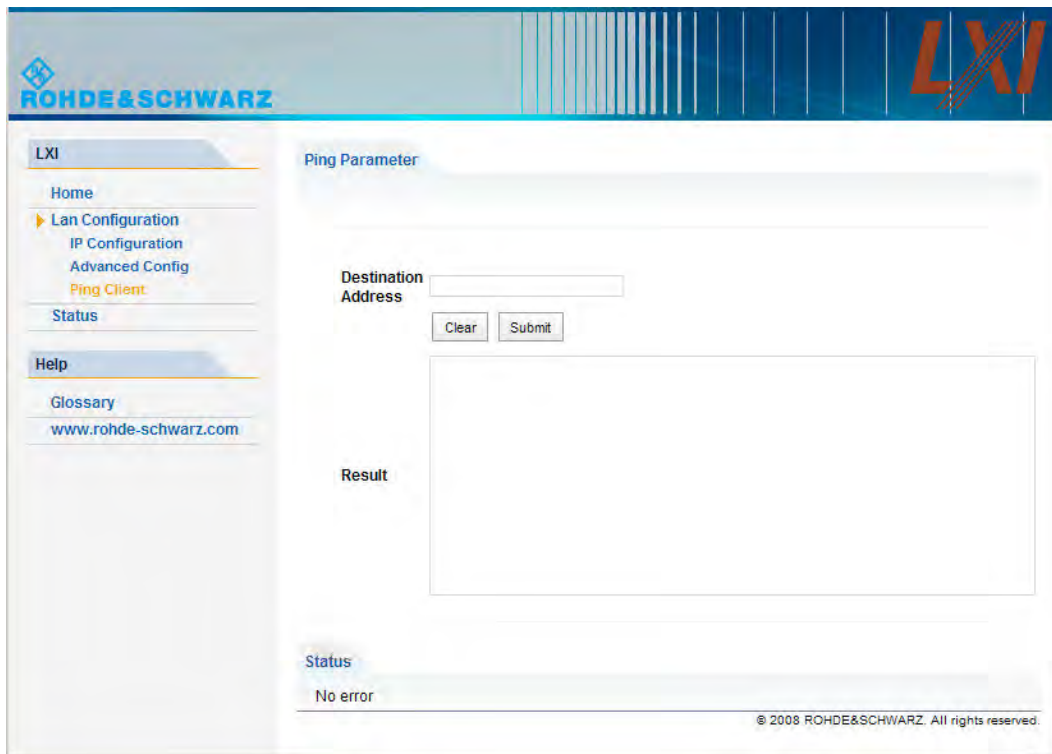 ROHDE&SCHWARZ
LXI
LXI
Home
Lan Configuration
IP Configuration
Advanced Config
Ping Client
Status
Help
Glossary
www.rohde-schwarz.com
Ping Parameter
Destination
Address
Clear Submit
Result
Status
No error
© 2008 ROHDE&SCHWARZ. All rights reserved.